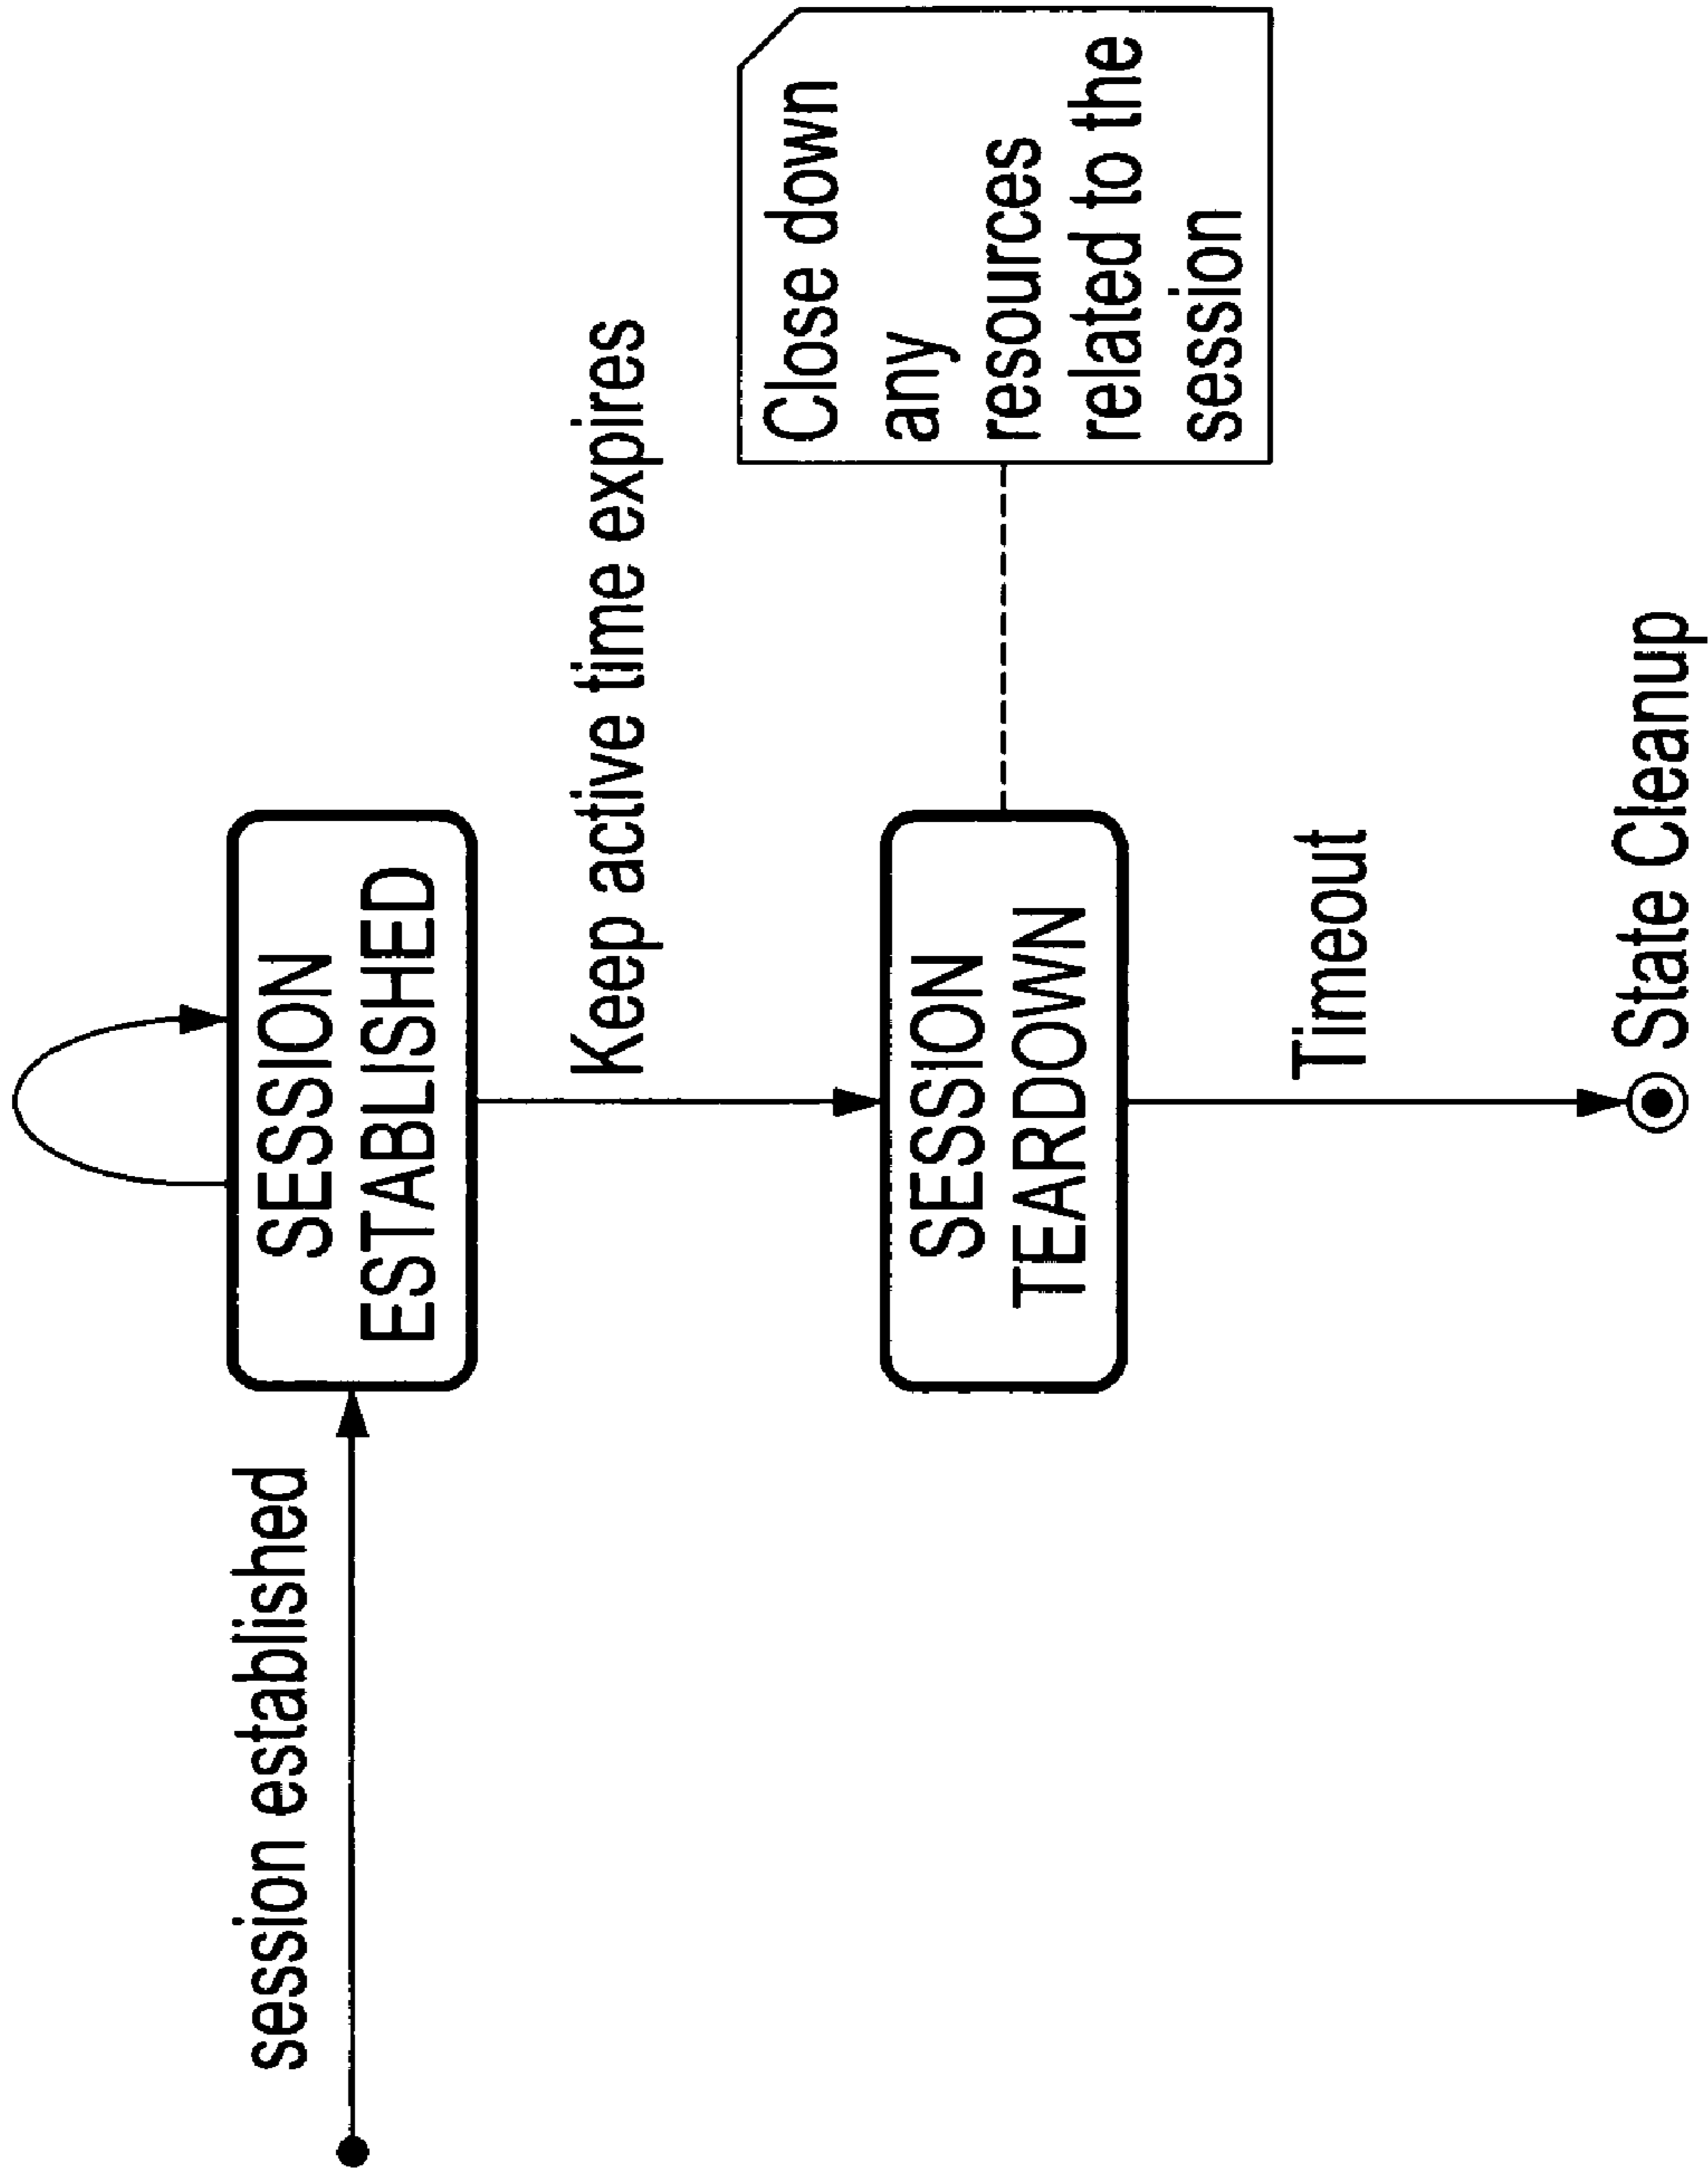 session established
SESSION
ESTABLISHED
Keep active time expires
SESSION
TEARDOWN
Close down
any
resources
related to the
session
Timeout
State Cleanup